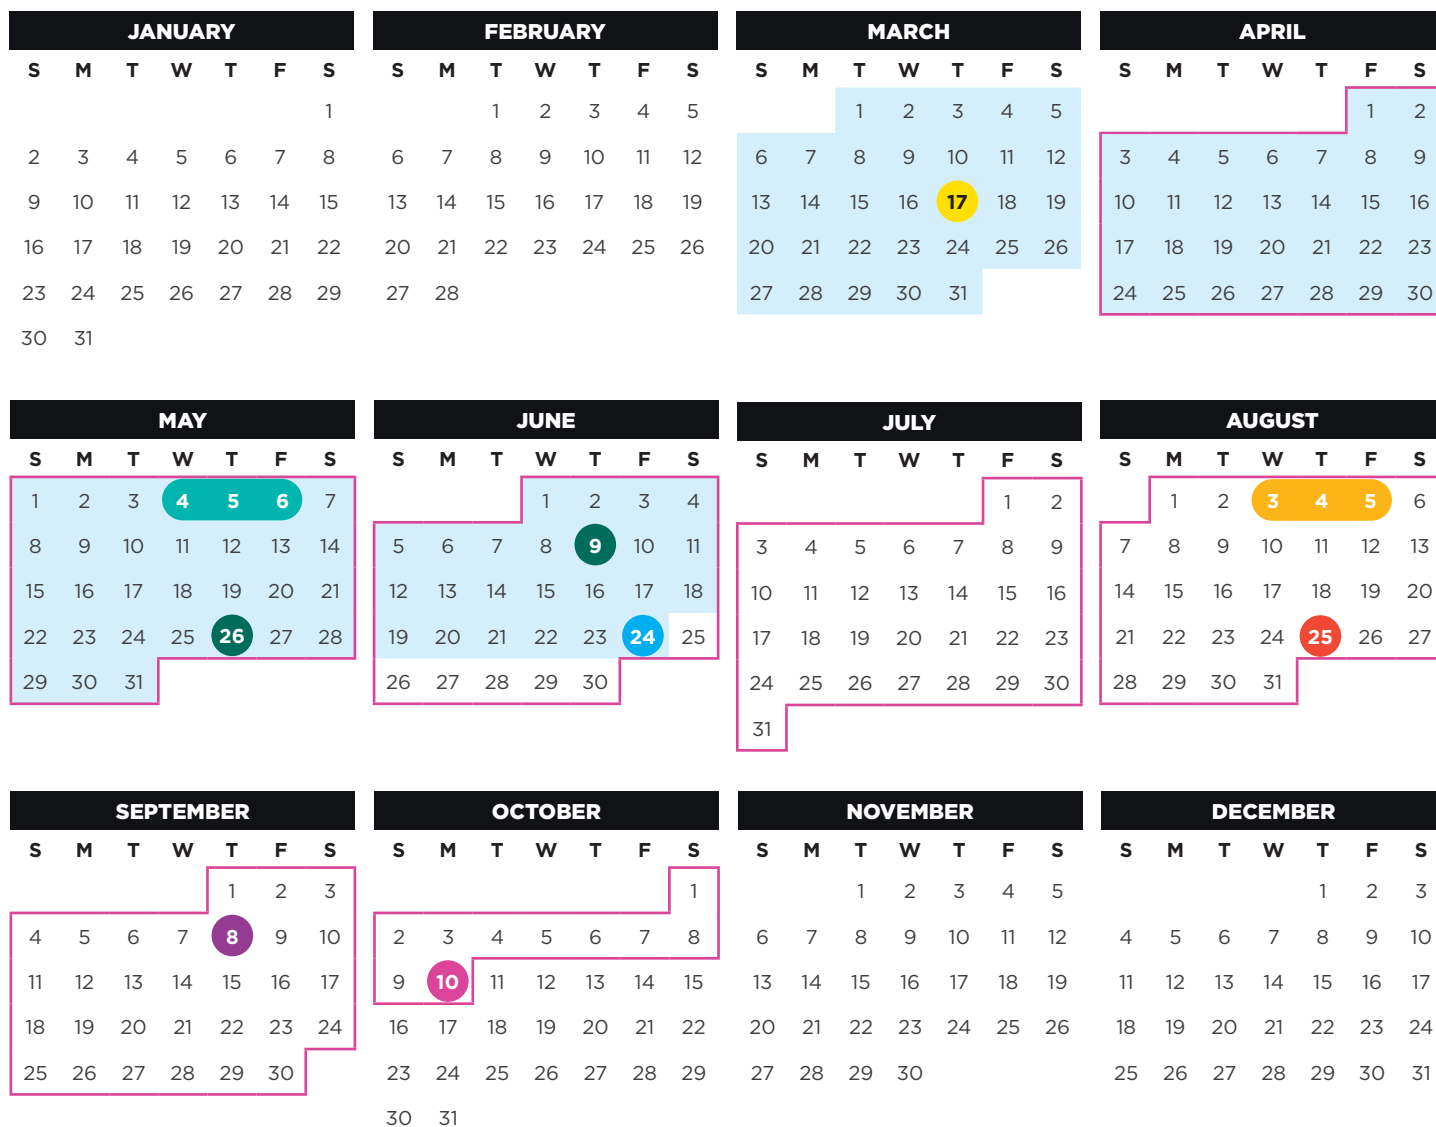 JANUARY
S M T W T F S
1
2 3 4 5 6 7 8
9 10 11 12 13 14 15
16 17 18 19 20 21 22
23 24 25 26 27 28 29
30 31
FEBRUARY
S M T W T F S
1 2 3 4 5
6 7 8 9 10 11 12
13 14 15 16 17 18 19
20 21 22 23 24 25 26
27 28
MARCH
S M T W T F S
1 2 3 4 5
6 7 8 9 10 11 12
13 14 15 16 17 18 19
20 21 22 23 24 25 26
27 28 29 30 31
APRIL
S M T W T F S
1 2
3 4 5 6 7 8 9
10 11 12 13 14 15 16
17 18 19 20 21 22 23
24 25 26 27 28 29 30
MAY
S M T W T F S
1 2 3 4 5 6 7
8 9 10 11 12 13 14
15 16 17 18 19 20 21
22 23 24 25 26 27 28
29 30 31
JUNE
S M T W T F S
1 2 3 4
5 6 7 8 9 10 11
12 13 14 15 16 17 18
19 20 21 22 23 24 25
26 27 28 29 30
JULY
S M T W T F S
1 2
3 4 5 6 7 8 9
10 11 12 13 14 15 16
17 18 19 20 21 22 23
24 25 26 27 28 29 30
31
AUGUST
S M T W T F S
1 2 3 4 5 6
7 8 9 10 11 12 13
14 15 16 17 18 19 20
21 22 23 24 25 26 27
28 29 30 31
SEPTEMBER
S M T W T F S
1 2 3
4 5 6 7 8 9 10
11 12 13 14 15 16 17
18 19 20 21 22 23 24
25 26 27 28 29 30
OCTOBER
S M T W T F S
1
2 3 4 5 6 7 8
9 10 11 12 13 14 15
16 17 18 19 20 21 22
23 24 25 26 27 28 29
30 31
NOVEMBER
S M T W T F S
1 2 3 4 5
6 7 8 9 10 11 12
13 14 15 16 17 18 19
20 21 22 23 24 25 26
27 28 29 30
DECEMBER
S M T W T F S
1 2 3
4 5 6 7 8 9 10
11 12 13 14 15 16 17
18 19 20 21 22 23 24
25 26 27 28 29 30 31